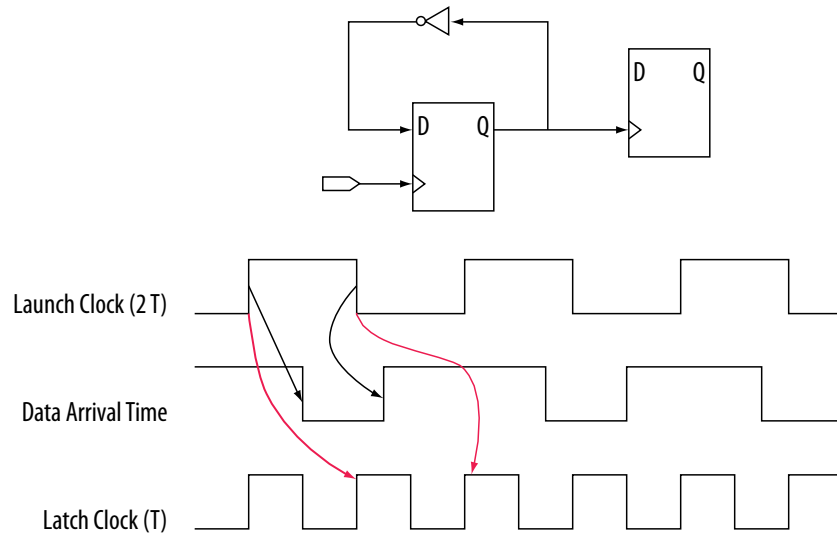 D Q
D Q
Launch Clock (2 T)
Data Arrival Time
Latch Clock (T)